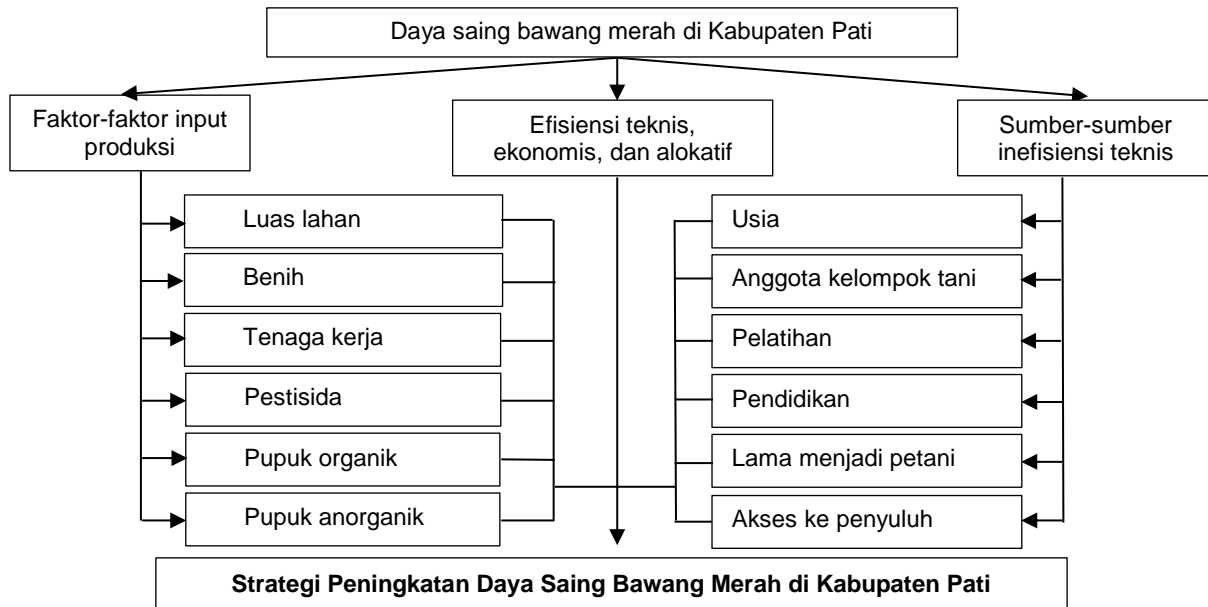 Daya saing bawang merah di Kabupaten Pati
Faktor-faktor input
produksi
Efisiensi teknis,
ekonomis, dan alokatif
Sumber-sumber
inefisiensi teknis
Luas lahan
Benih
Tenaga kerja
Pestisida
Pupuk organik
Pupuk anorganik
Usia
Anggota kelompok tani
Pelatihan
Pendidikan
Lama menjadi petani
Akses ke penyuluh
Strategi Peningkatan Daya Saing Bawang Merah di Kabupaten Pati